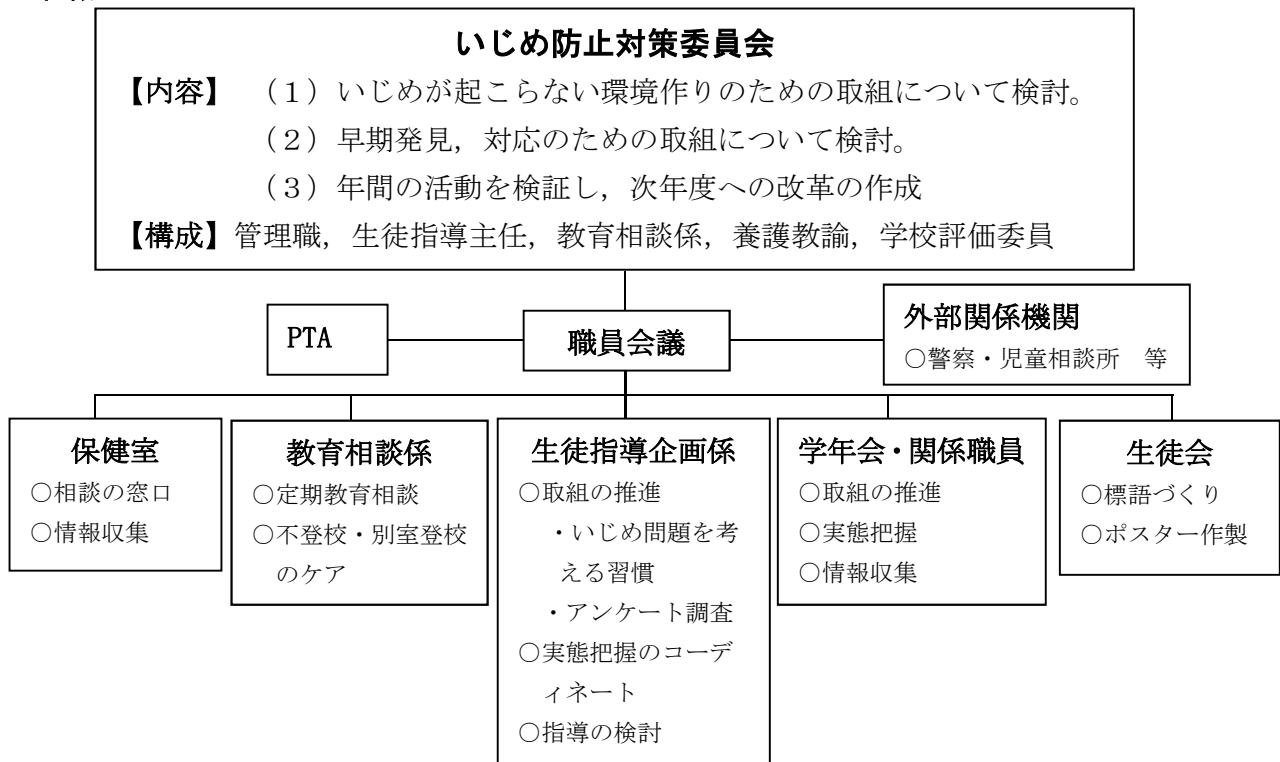 いじめ防止対策委員会
【内容】 （１）いじめが起こらない環境作りのための取組について検討。
（２）早期発見，対応のための取組について検討。
（３）年間の活動を検証し，次年度への改革の作成
【構成】管理職，生徒指導主任，教育相談係，養護教諭，学校評価委員
PTA
職員会議
外部関係機関
○警察・児童相談所　等
保健室
○相談の窓口
○情報収集
教育相談係
○定期教育相談
○不登校・別室登校
のケア
生徒指導企画係
○取組の推進
・いじめ問題を考
える習慣
・アンケート調査
○実態把握のコーデ
ィネート
○指導の検討
学年会・関係職員
○取組の推進
○実態把握
○情報収集
生徒会
○標語づくり
○ポスター作製